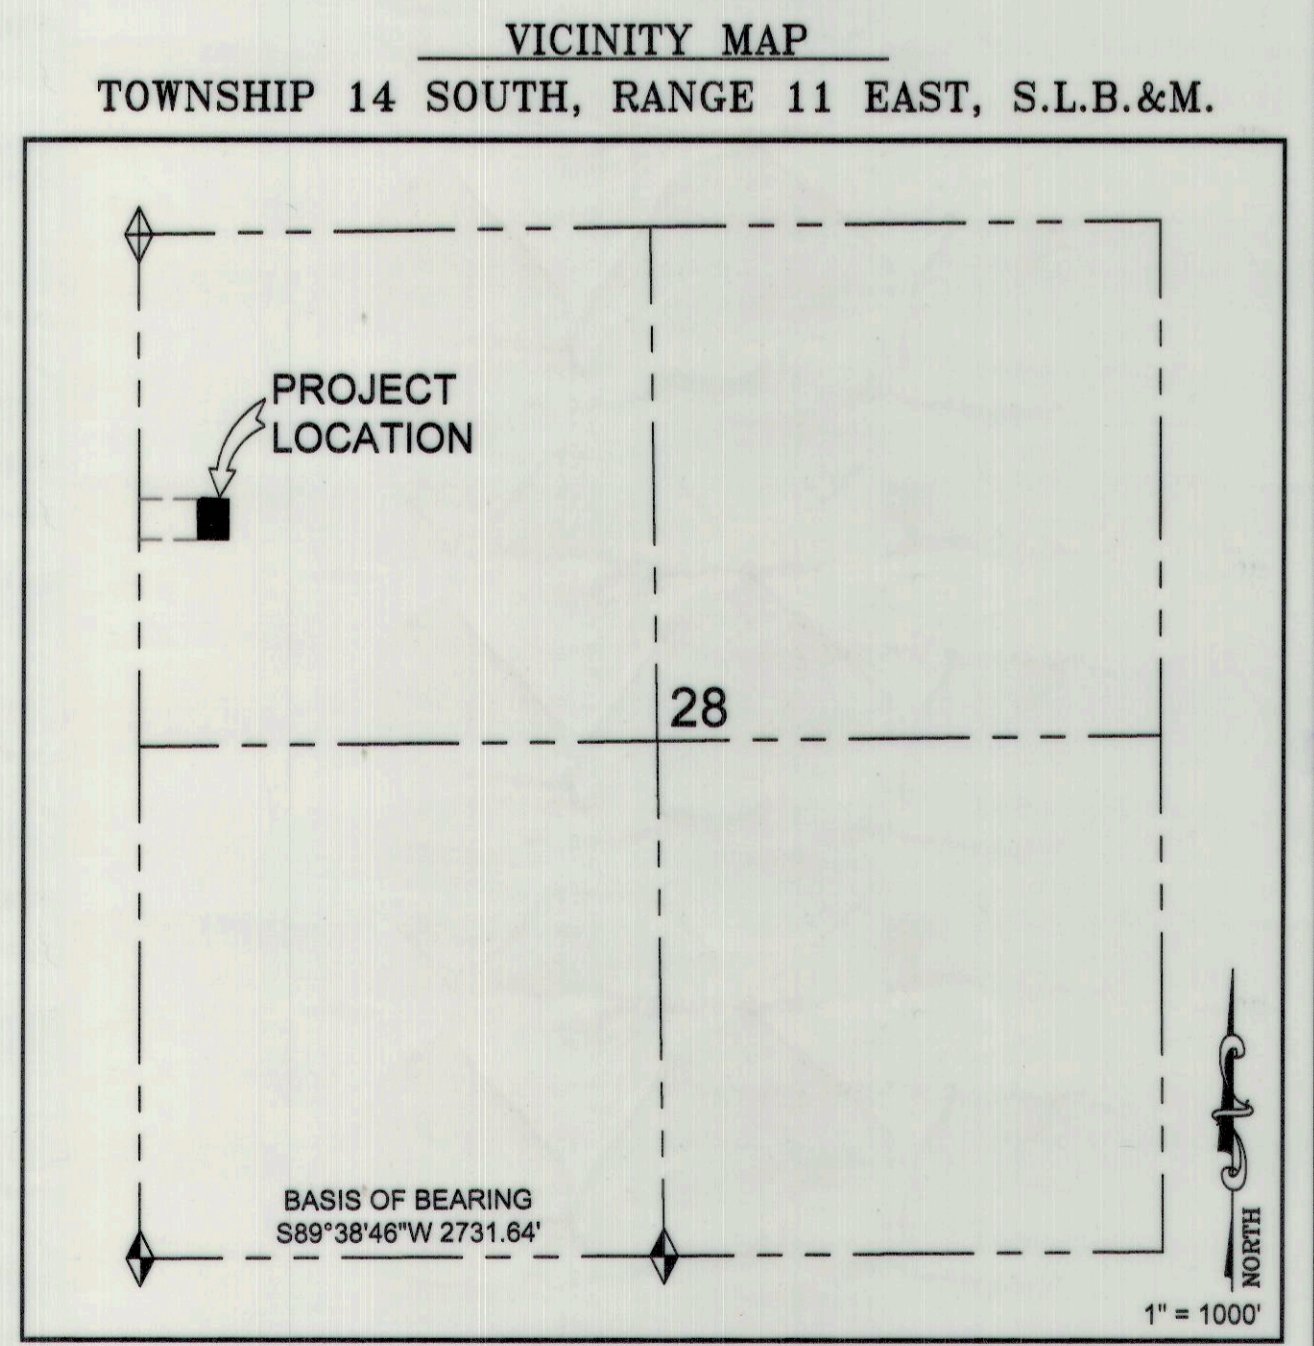 VICINITY MAP
TOWNSHIP 14 SOUTH, RANGE 11 EAST, S.L.B.&M.
PROJECT
LOCATION
28
BASIS OF BEARING
S89°38'46"W 2731.64'
NORTH
1" = 1000'